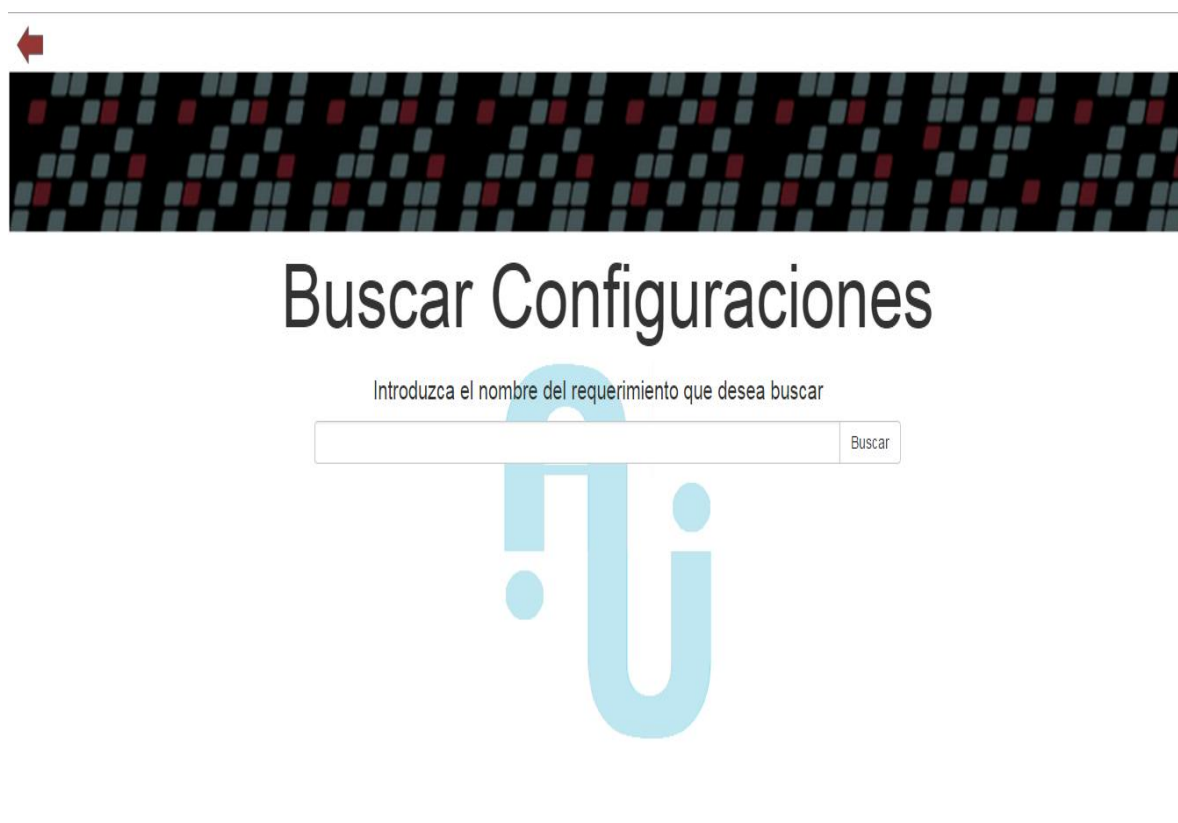 Buscar Configuraciones
Introduzca el nombre del requerimiento que desea buscar
Buscar